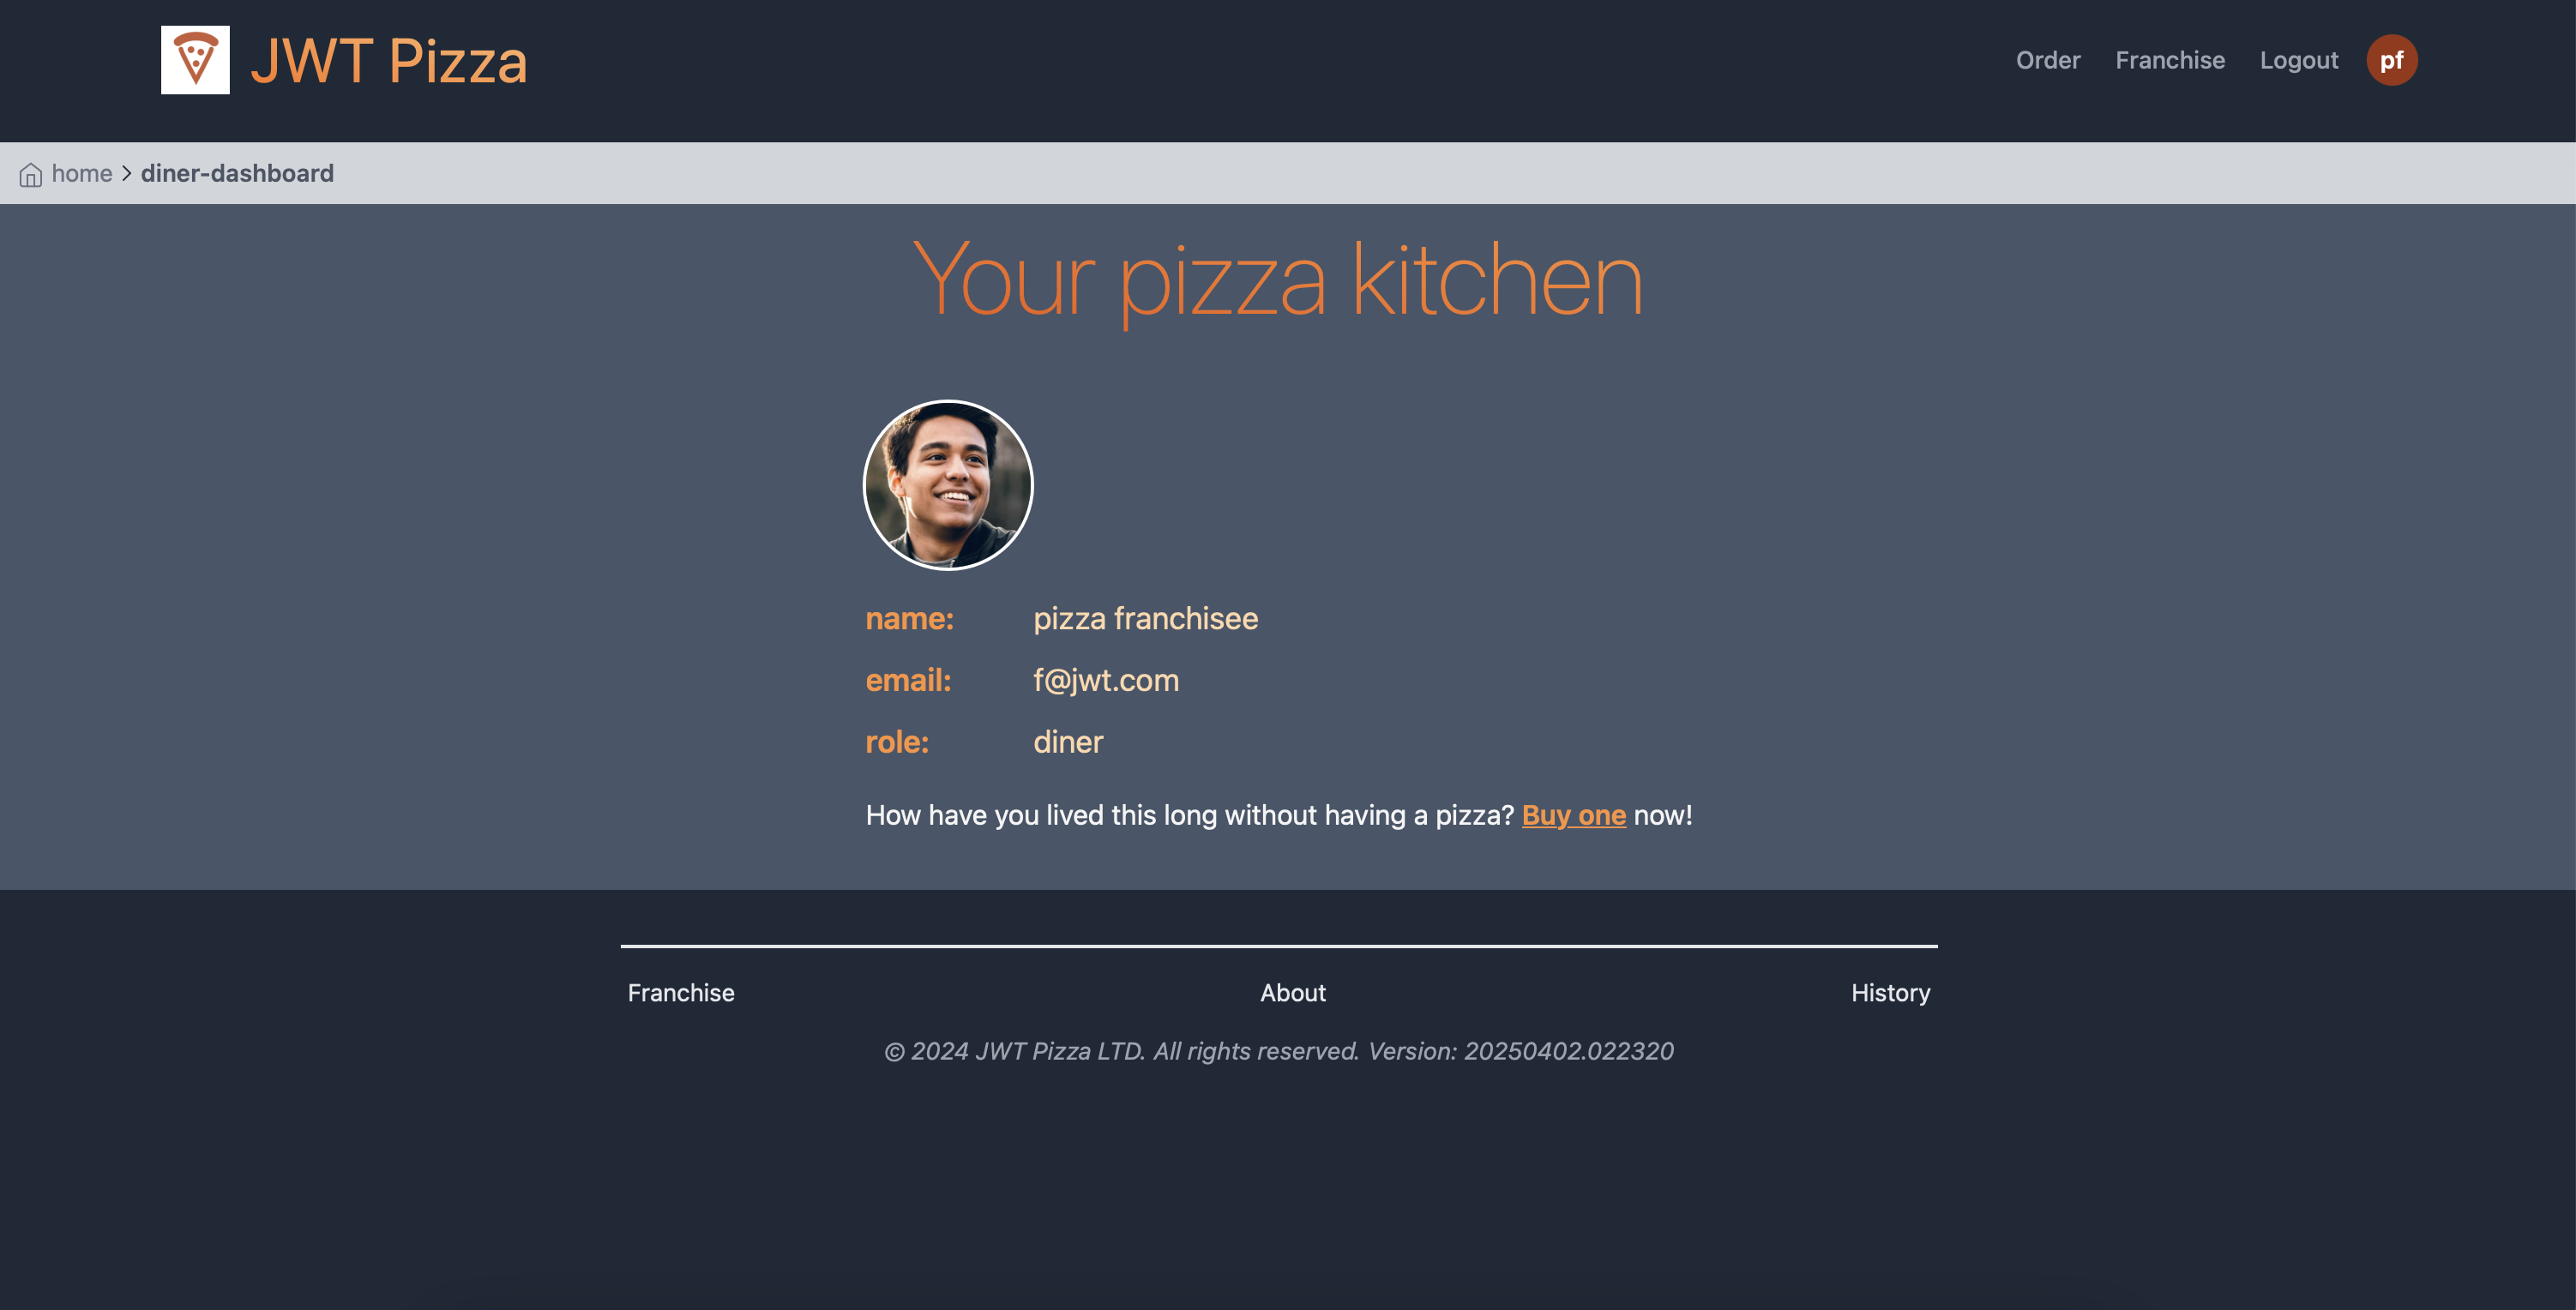 JWT Pizza
Order Franchise Logout pf
home > diner-dashboard
Your pizza kitchen
name: pizza franchisee
email: f@jwt.com
role: diner
How have you lived this long without having a pizza? Buy one now!
Franchise About History
© 2024 JWT Pizza LTD. All rights reserved. Version: 20250402.022320